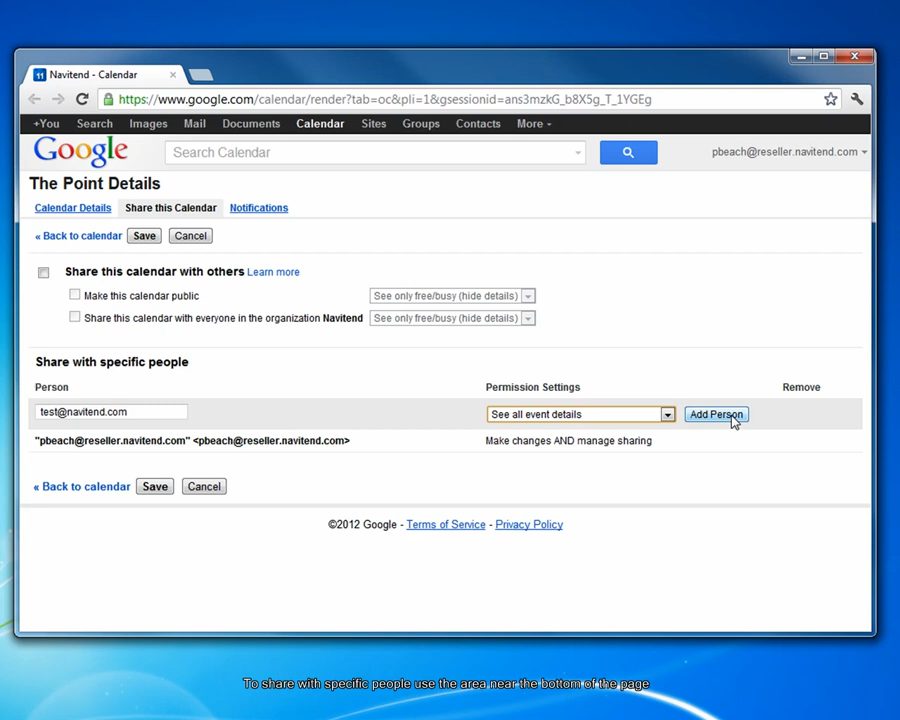 11 Navitend - Calendar
https://www.google.com/calendar/render?tab=oc&pli=1&gsessionid=ans3mzkG_b8X5g_T_1YGEg
+You Search Images Mail Documents Calendar Sites Groups Contacts More
Google Search Calendar pbeach@reseller.navitend.com
The Point Details
Calendar Details Share this Calendar Notifications
« Back to calendar Save Cancel
Share this calendar with others Learn more
Make this calendar public See only free/busy (hide details)
Share this calendar with everyone in the organization Navitend See only free/busy (hide details)
Share with specific people
Person Permission Settings Remove
test@navitend.com See all event details Add Person
"pbeach@reseller.navitend.com" <pbeach@reseller.navitend.com> Make changes AND manage sharing
« Back to calendar Save Cancel
©2012 Google - Terms of Service - Privacy Policy
To share with specific people use the area near the bottom of the page